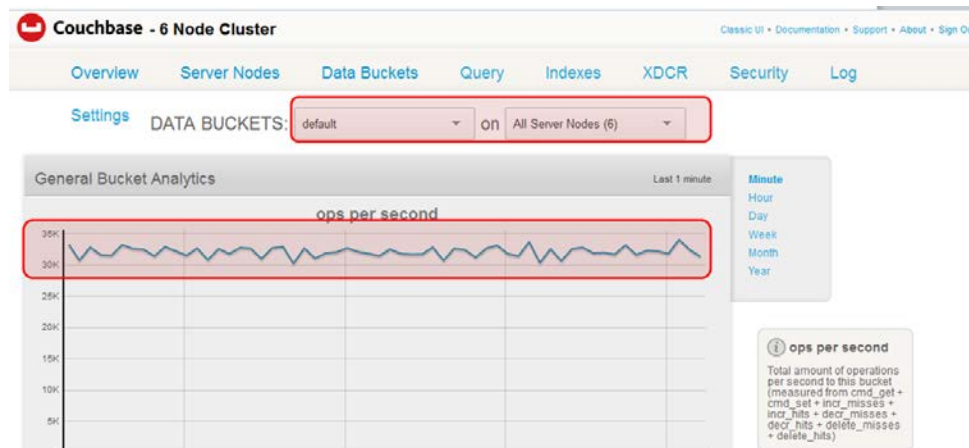 Couchbase - 6 Node Cluster
Classic UI • Documentation • Support • About • Sign O
Overview Server Nodes Data Buckets Query Indexes XDCR Security Log
Settings
DATA BUCKETS: default on All Server Nodes (6)
General Bucket Analytics Last 1 minute
ops per second
35K
30K
25K
20K
15K
10K
5K
Minute
Hour
Day
Week
Month
Year
i ops per second
Total amount of operations
per second to this bucket
(measured from cmd_get +
cmd_set + incr_misses +
incr_hits + decr_misses +
decr_hits + delete_misses
+ delete_hits)